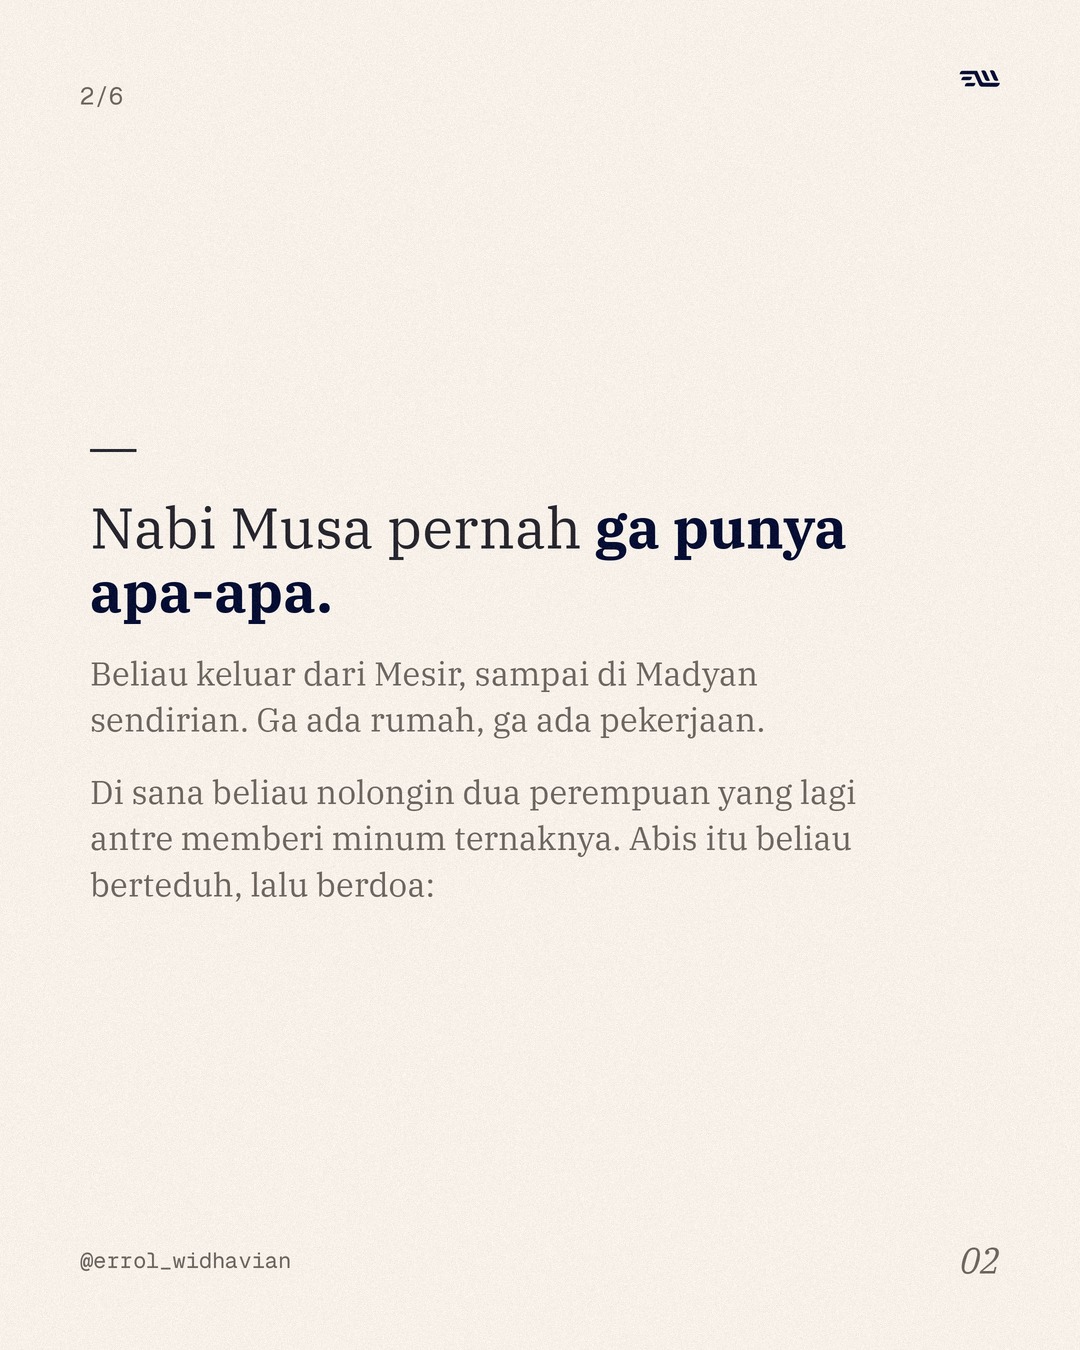 2/6
Nabi Musa pernah ga punya
apa-apa.
Beliau keluar dari Mesir, sampai di Madyan
sendirian. Ga ada rumah, ga ada pekerjaan.
Di sana beliau nolongin dua perempuan yang lagi
antre memberi minum ternaknya. Abis itu beliau
berteduh, lalu berdoa:
@errol_widhavian
02